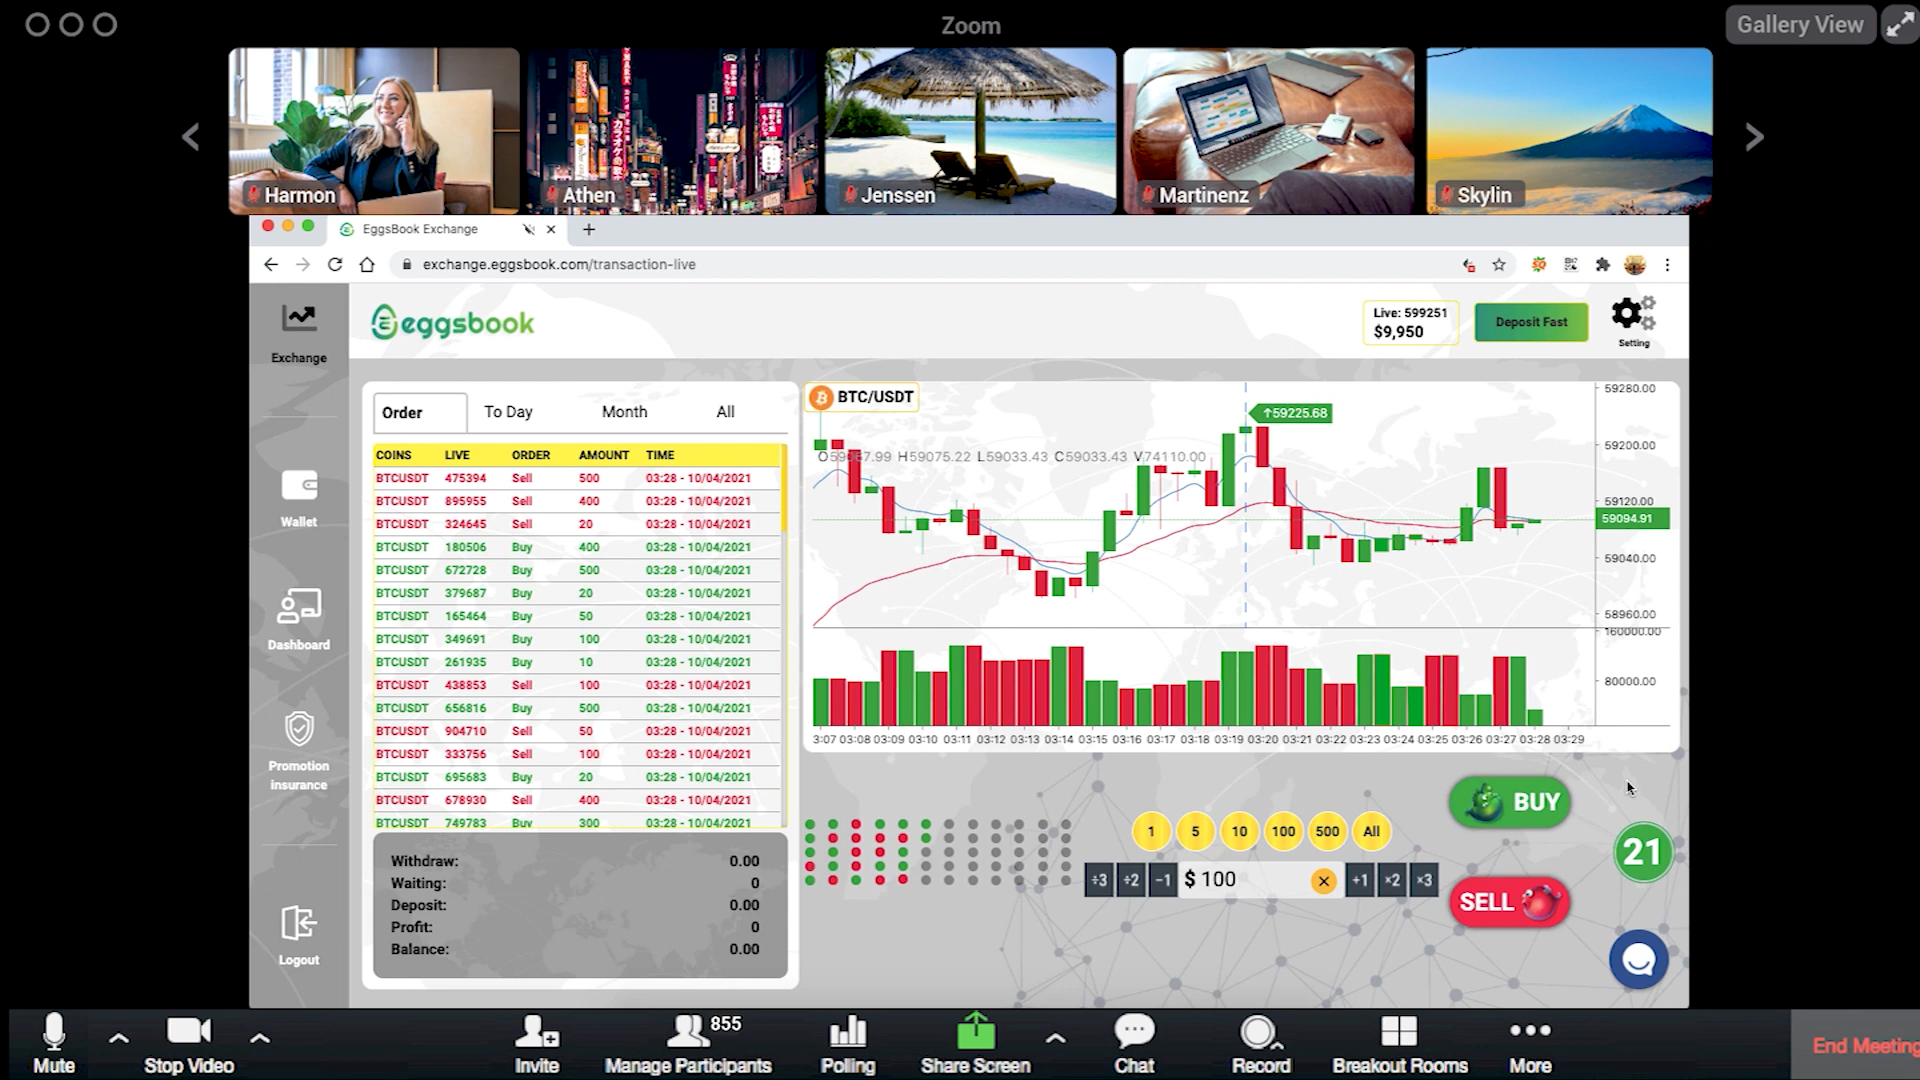 Zoom
Gallery View
Harmon
Athen
Jenssen
Martinenz
Skylin
EggsBook Exchange
exchange.eggsbook.com/transaction-live
Exchange
Wallet
Dashboard
Promotion insurance
Logout
eggsbook
Live: 599251
$9,950
Deposit Fast
Setting
Order To Day Month All
COINS LIVE ORDER AMOUNT TIME
BTCUSDT 475394 Sell 500 03:28 - 10/04/2021
BTCUSDT 895955 Sell 400 03:28 - 10/04/2021
BTCUSDT 324645 Sell 20 03:28 - 10/04/2021
BTCUSDT 180506 Buy 400 03:28 - 10/04/2021
BTCUSDT 672728 Buy 500 03:28 - 10/04/2021
BTCUSDT 379687 Buy 20 03:28 - 10/04/2021
BTCUSDT 165464 Buy 50 03:28 - 10/04/2021
BTCUSDT 349691 Buy 100 03:28 - 10/04/2021
BTCUSDT 261935 Buy 10 03:28 - 10/04/2021
BTCUSDT 438853 Sell 100 03:28 - 10/04/2021
BTCUSDT 656816 Buy 500 03:28 - 10/04/2021
BTCUSDT 904710 Sell 50 03:28 - 10/04/2021
BTCUSDT 333756 Sell 100 03:28 - 10/04/2021
BTCUSDT 695683 Buy 20 03:28 - 10/04/2021
BTCUSDT 678930 Sell 400 03:28 - 10/04/2021
BTCUSDT 749783 Buy 300 03:28 - 10/04/2021
Withdraw: 0.00
Waiting: 0
Deposit: 0.00
Profit: 0
Balance: 0.00
BTC/USDT
↑59225.68
H59075.22 L59033.43 C59033.43 V74110.00
59280.00
59200.00
59120.00
59094.91
59040.00
58960.00
160000.00
80000.00
3:07 03:08 03:09 03:10 03:11 03:12 03:13 03:14 03:15 03:16 03:17 03:18 03:19 03:20 03:21 03:22 03:23 03:24 03:25 03:26 03:27 03:28 03:29
1 5 10 100 500 All
÷3 ÷2 −1 $ 100 +1 ×2 ×3
BUY
21
SELL
Mute
Stop Video
Invite
855
Manage Participants
Polling
Share Screen
Chat
Record
Breakout Rooms
More
End Meeting